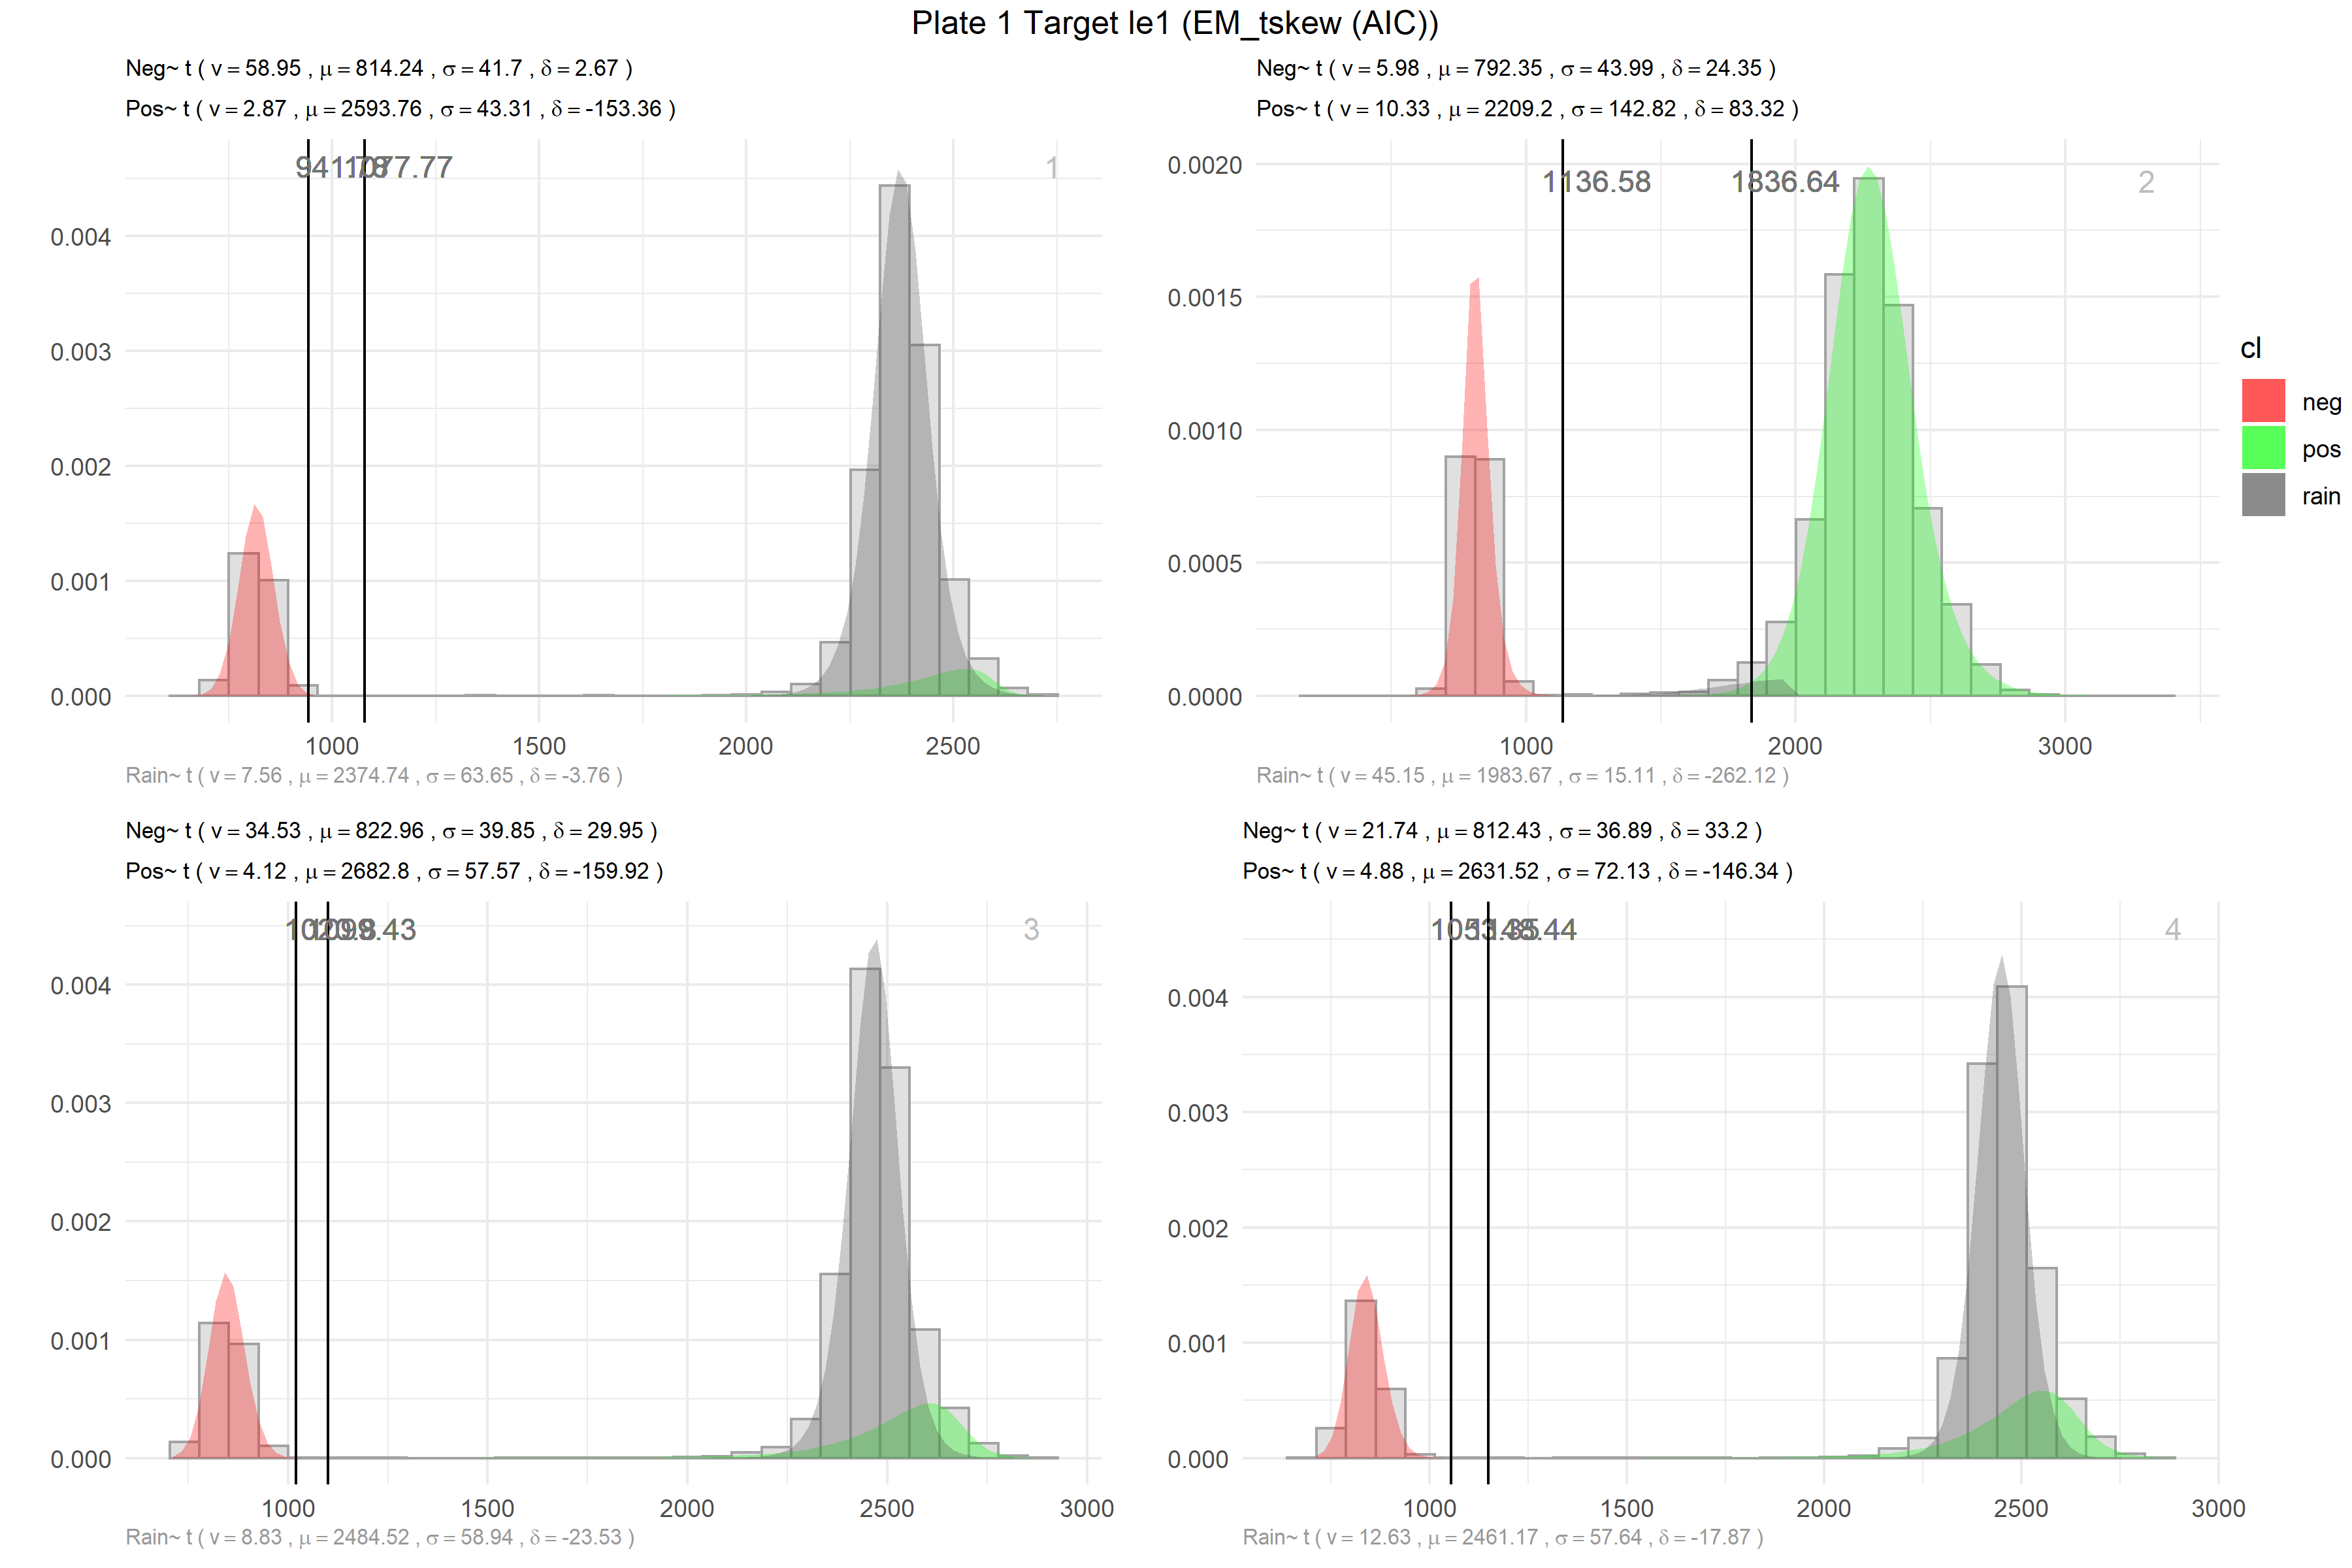 Plate 1 Target le1 (EM_tskew (AIC))
Neg~ t ( v = 58.95 , μ = 814.24 , σ = 41.7 , δ = 2.67 )
Pos~ t ( v = 2.87 , μ = 2593.76 , σ = 43.31 , δ = -153.36 )
1077.77
1
0.004
0.003
0.002
0.001
0.000
1000 1500 2000 2500
Rain~ t ( v = 7.56 , μ = 2374.74 , σ = 63.65 , δ = -3.76 )
Neg~ t ( v = 5.98 , μ = 792.35 , σ = 43.99 , δ = 24.35 )
Pos~ t ( v = 10.33 , μ = 2209.2 , σ = 142.82 , δ = 83.32 )
1136.58 1836.64 2
0.0020
0.0015
0.0010
0.0005
0.0000
1000 2000 3000
Rain~ t ( v = 45.15 , μ = 1983.67 , σ = 15.11 , δ = -262.12 )
cl
neg
pos
rain
Neg~ t ( v = 34.53 , μ = 822.96 , σ = 39.85 , δ = 29.95 )
Pos~ t ( v = 4.12 , μ = 2682.8 , σ = 57.57 , δ = -159.92 )
3
0.004
0.003
0.002
0.001
0.000
1000 1500 2000 2500 3000
Rain~ t ( v = 8.83 , μ = 2484.52 , σ = 58.94 , δ = -23.53 )
Neg~ t ( v = 21.74 , μ = 812.43 , σ = 36.89 , δ = 33.2 )
Pos~ t ( v = 4.88 , μ = 2631.52 , σ = 72.13 , δ = -146.34 )
4
0.004
0.003
0.002
0.001
0.000
1000 1500 2000 2500 3000
Rain~ t ( v = 12.63 , μ = 2461.17 , σ = 57.64 , δ = -17.87 )